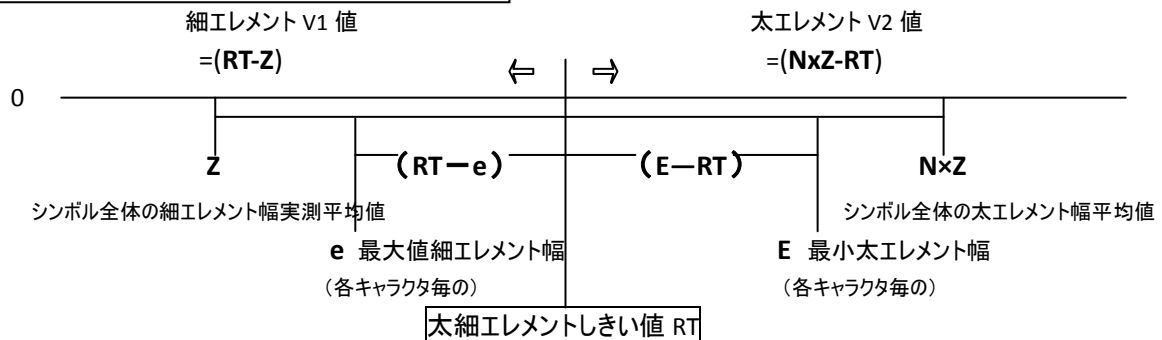 細エレメント V1 値
太エレメント V2 値
=(RT-Z)
⇦
⇨
=(NxZ-RT)
0
Z
(RT－e)
(E—RT)
N×Z
シンボル全体の細エレメント幅実測平均値
シンボル全体の太エレメント幅平均値
e 最大値細エレメント幅
E 最小太エレメント幅
（各キャラクタ毎の）
（各キャラクタ毎の）
太細エレメントしきい値 RT